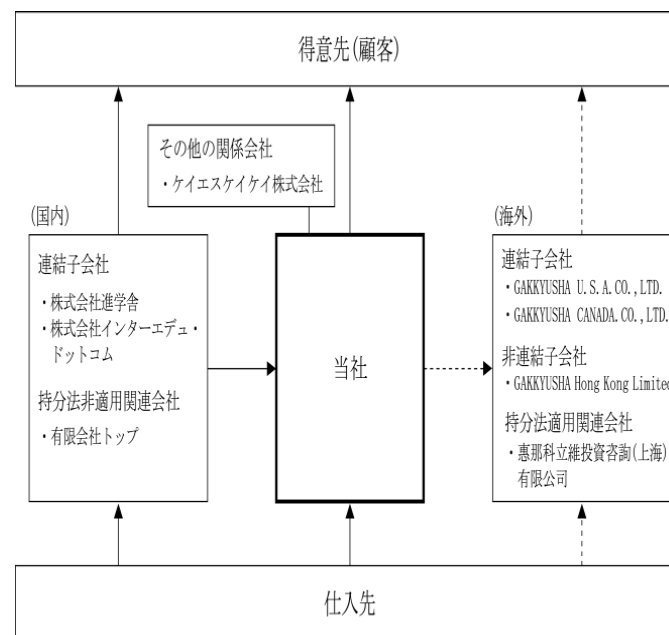 得意先(顧客)
その他の関係会社
・ケイエスケイケイ株式会社
(国内)
連結子会社
・株式会社進学舎
・株式会社インターエデュ・
ドットコム
持分法非適用関連会社
・有限会社トップ
当社
(海外)
連結子会社
・GAKKYUSHA U.S.A.CO.,LTD.
・GAKKYUSHA CANADA.CO.,LTD.
非連結子会社
・GAKKYUSHA Hong Kong Limited
持分法適用関連会社
・惠那科立維投資咨詢(上海)
有限公司
仕入先